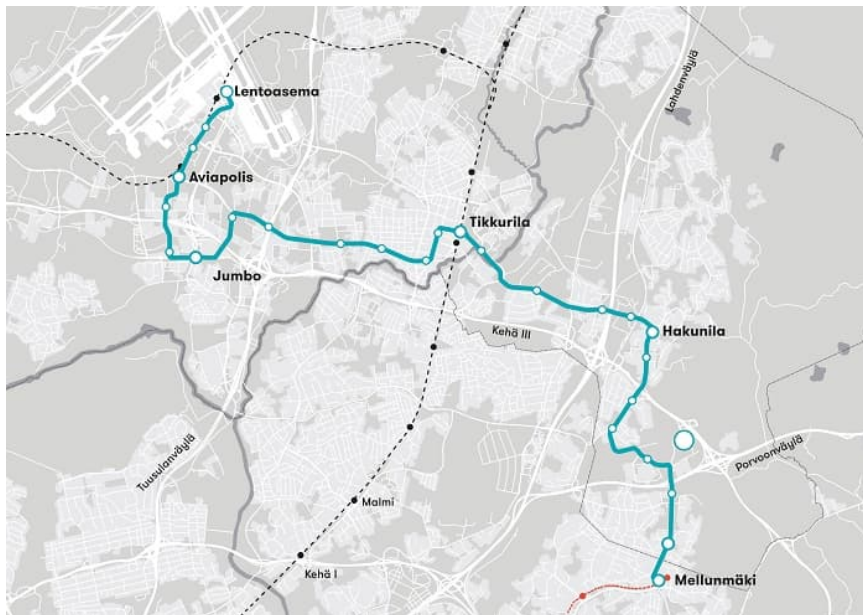 Lentoasema
Lahdenväylä
Aviapolis
Tikkurila
Jumbo
Kehä III
Hakunila
Tuusulanväylä
Porvoonväylä
Malmi
Kehä I
Mellunmäki